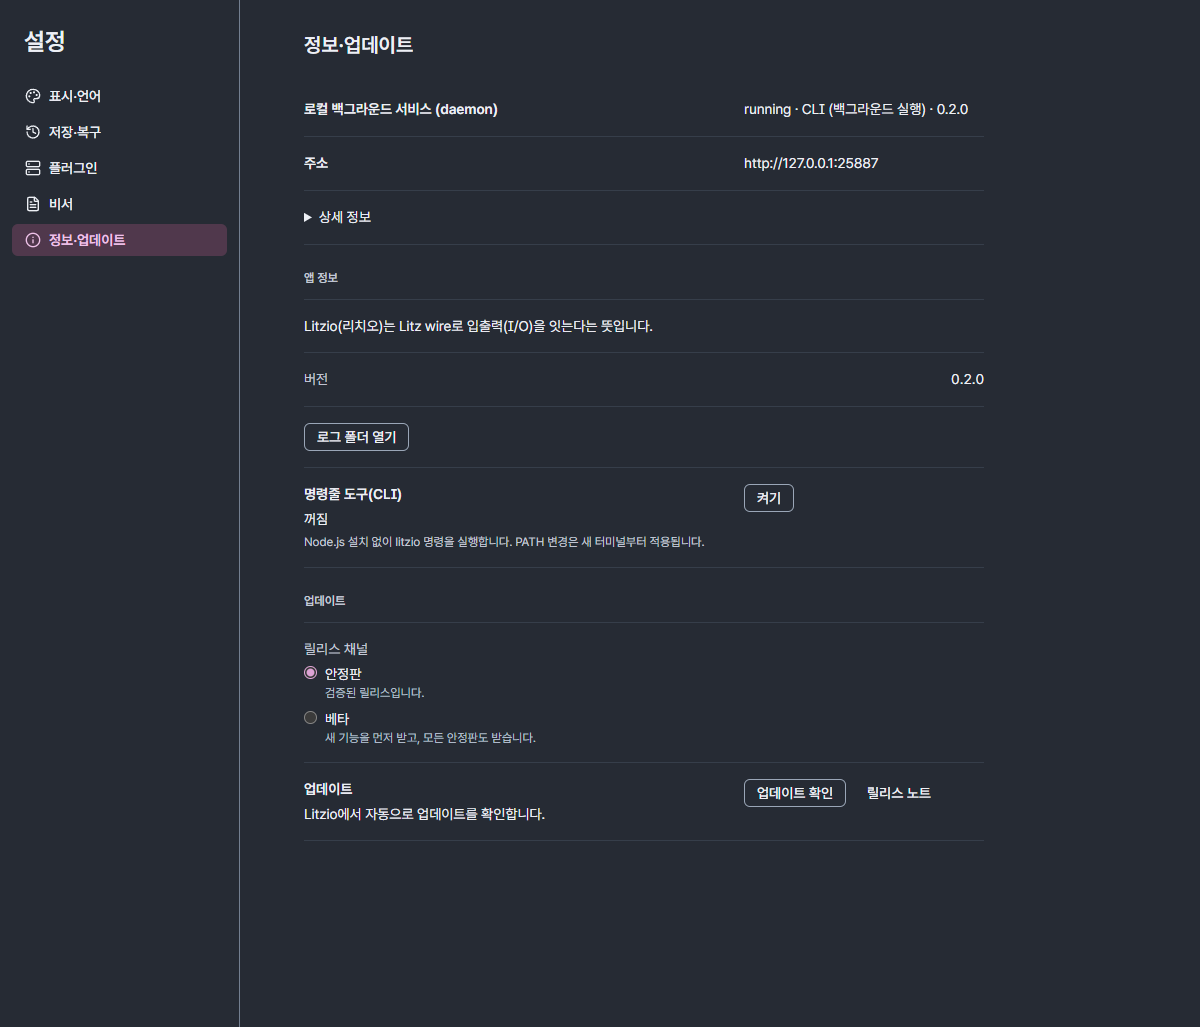 설정
표시·언어
저장·복구
플러그인
비서
정보·업데이트
정보·업데이트
로컬 백그라운드 서비스 (daemon)
running · CLI (백그라운드 실행) · 0.2.0
주소
http://127.0.0.1:25887
상세 정보
앱 정보
Litzio(리치오)는 Litz wire로 입출력(I/O)을 잇는다는 뜻입니다.
버전
0.2.0
로그 폴더 열기
명령줄 도구(CLI)
켜기
꺼짐
Node.js 설치 없이 litzio 명령을 실행합니다. PATH 변경은 새 터미널부터 적용됩니다.
업데이트
릴리스 채널
안정판
검증된 릴리스입니다.
베타
새 기능을 먼저 받고, 모든 안정판도 받습니다.
업데이트
업데이트 확인
릴리스 노트
Litzio에서 자동으로 업데이트를 확인합니다.